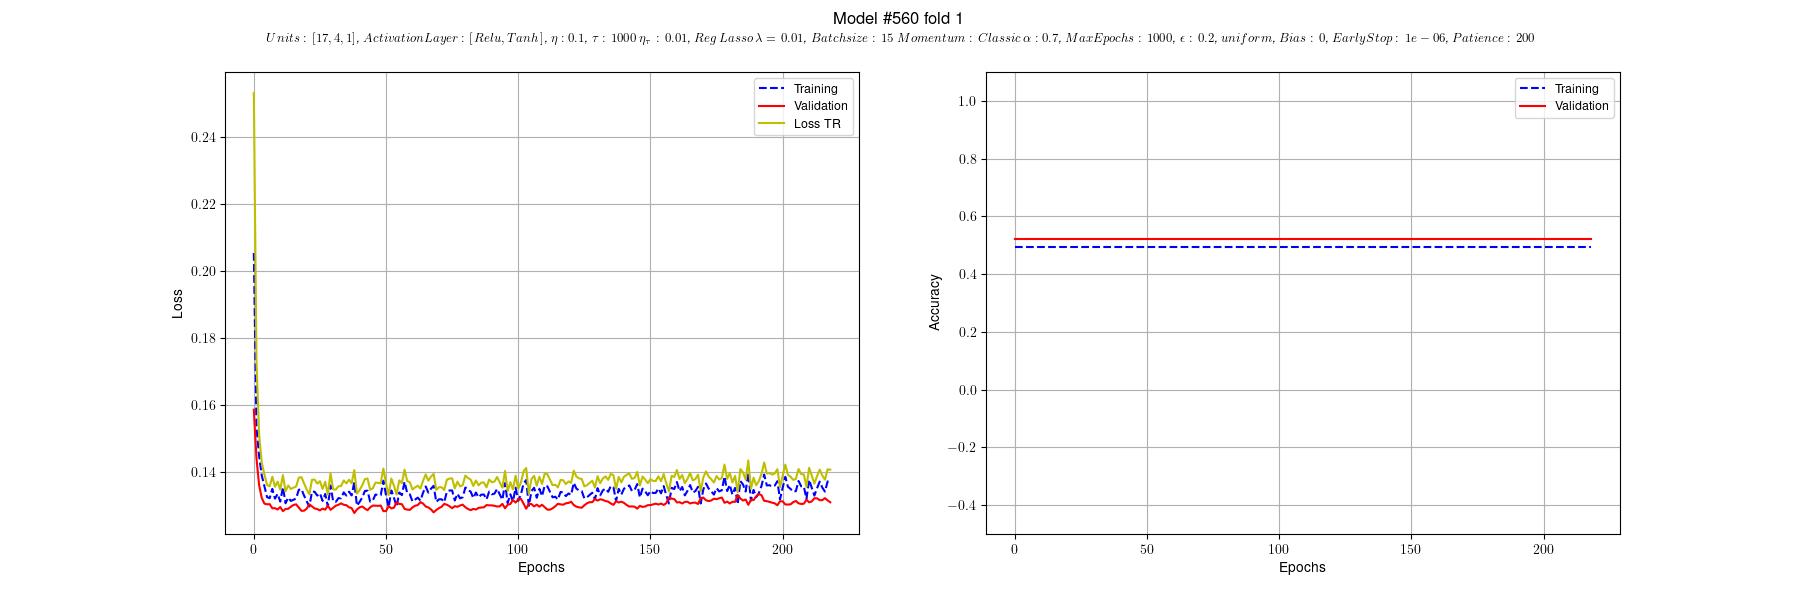 Model #560 fold 1
Units : [17, 4, 1], ActivationLayer : [Relu, Tanh], η : 0.1, τ : 1000 η_τ : 0.01, Reg Lasso λ = 0.01, Batchsize : 15 Momentum : Classic α : 0.7, MaxEpochs : 1000, ϵ : 0.2, uniform, Bias : 0, EarlyStop : 1e − 06, Patience : 200
Training
Validation
Loss TR
0.24
0.22
0.20
0.18
0.16
0.14
Loss
0 50 100 150 200
Epochs
Training
Validation
1.0
0.8
0.6
0.4
0.2
0.0
−0.2
−0.4
Accuracy
0 50 100 150 200
Epochs